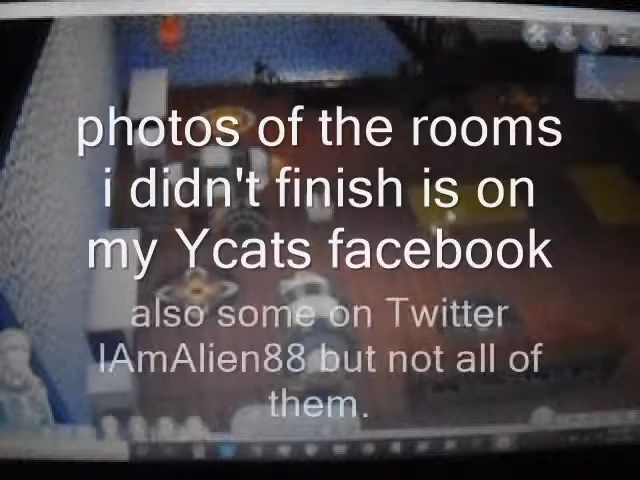 photos of the rooms
i didn't finish is on
my Ycats facebook
also some on Twitter
IAmAlien88 but not all of
them.